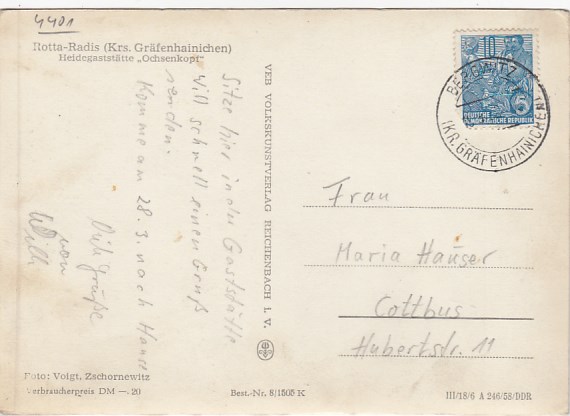 4401
Rotta-Radis (Krs. Gräfenhainichen)
Heidegaststätte „Ochsenkopf"
Sitze hier in der Gaststätte
will schnell einen Gruß
senden.
Komme am 28. 3. nach Hause
Viele Grüße
von
Willi
VEB VOLKSKUNSTVERLAG REICHENBACH I. V.
10
5
DEUTSCHE
DEMOKRATISCHE REPUBLIK
BERGWITZ
(KR. GRÄFENHAINICHEN)
Frau
Maria Hauser
Cottbus
Hubertstr. 11
Foto: Voigt, Zschornewitz
Verbraucherpreis DM —.20
Best.-Nr. 8/1505 K
III/18/6 A 246/58/DDR